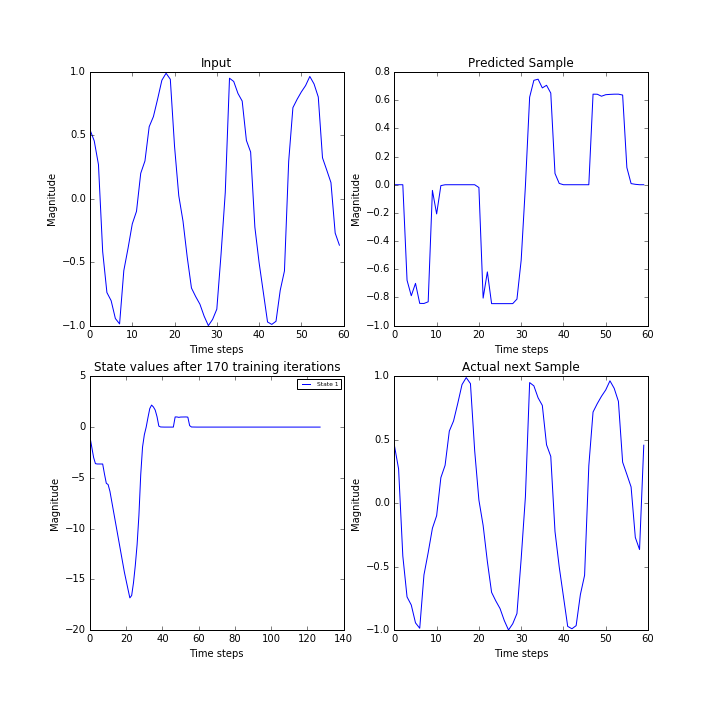 Input
Magnitude
1.0
0.5
0.0
−0.5
−1.0
0 10 20 30 40 50 60
Time steps
Predicted Sample
Magnitude
0.8
0.6
0.4
0.2
0.0
−0.2
−0.4
−0.6
−0.8
−1.0
0 10 20 30 40 50 60
Time steps
State values after 170 training iterations
State 1
Magnitude
5
0
−5
−10
−15
−20
0 20 40 60 80 100 120 140
Time steps
Actual next Sample
Magnitude
1.0
0.5
0.0
−0.5
−1.0
0 10 20 30 40 50 60
Time steps